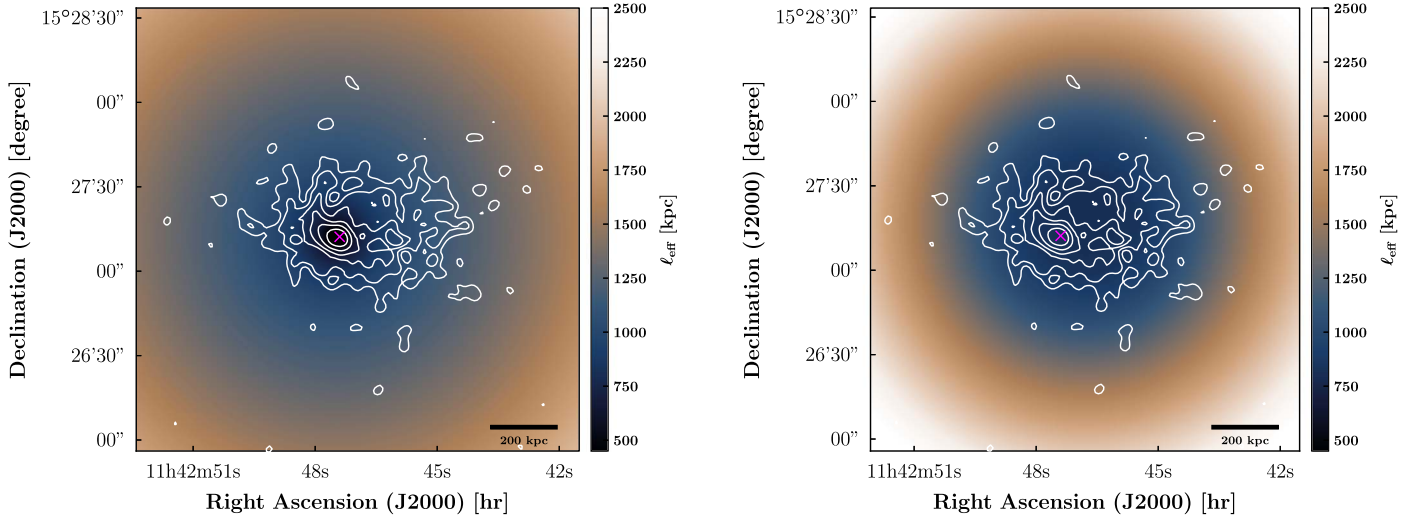 Declination (J2000) [degree]
15°28'30”
00”
27'30”
00”
26'30”
00”
11h42m51s
48s
45s
42s
Right Ascension (J2000) [hr]
200 kpc
2500
2250
2000
1750
1500
1250
1000
750
500
ℓeff [kpc]
Declination (J2000) [degree]
15°28'30”
00”
27'30”
00”
26'30”
00”
11h42m51s
48s
45s
42s
Right Ascension (J2000) [hr]
200 kpc
2500
2250
2000
1750
1500
1250
1000
750
500
ℓeff [kpc]